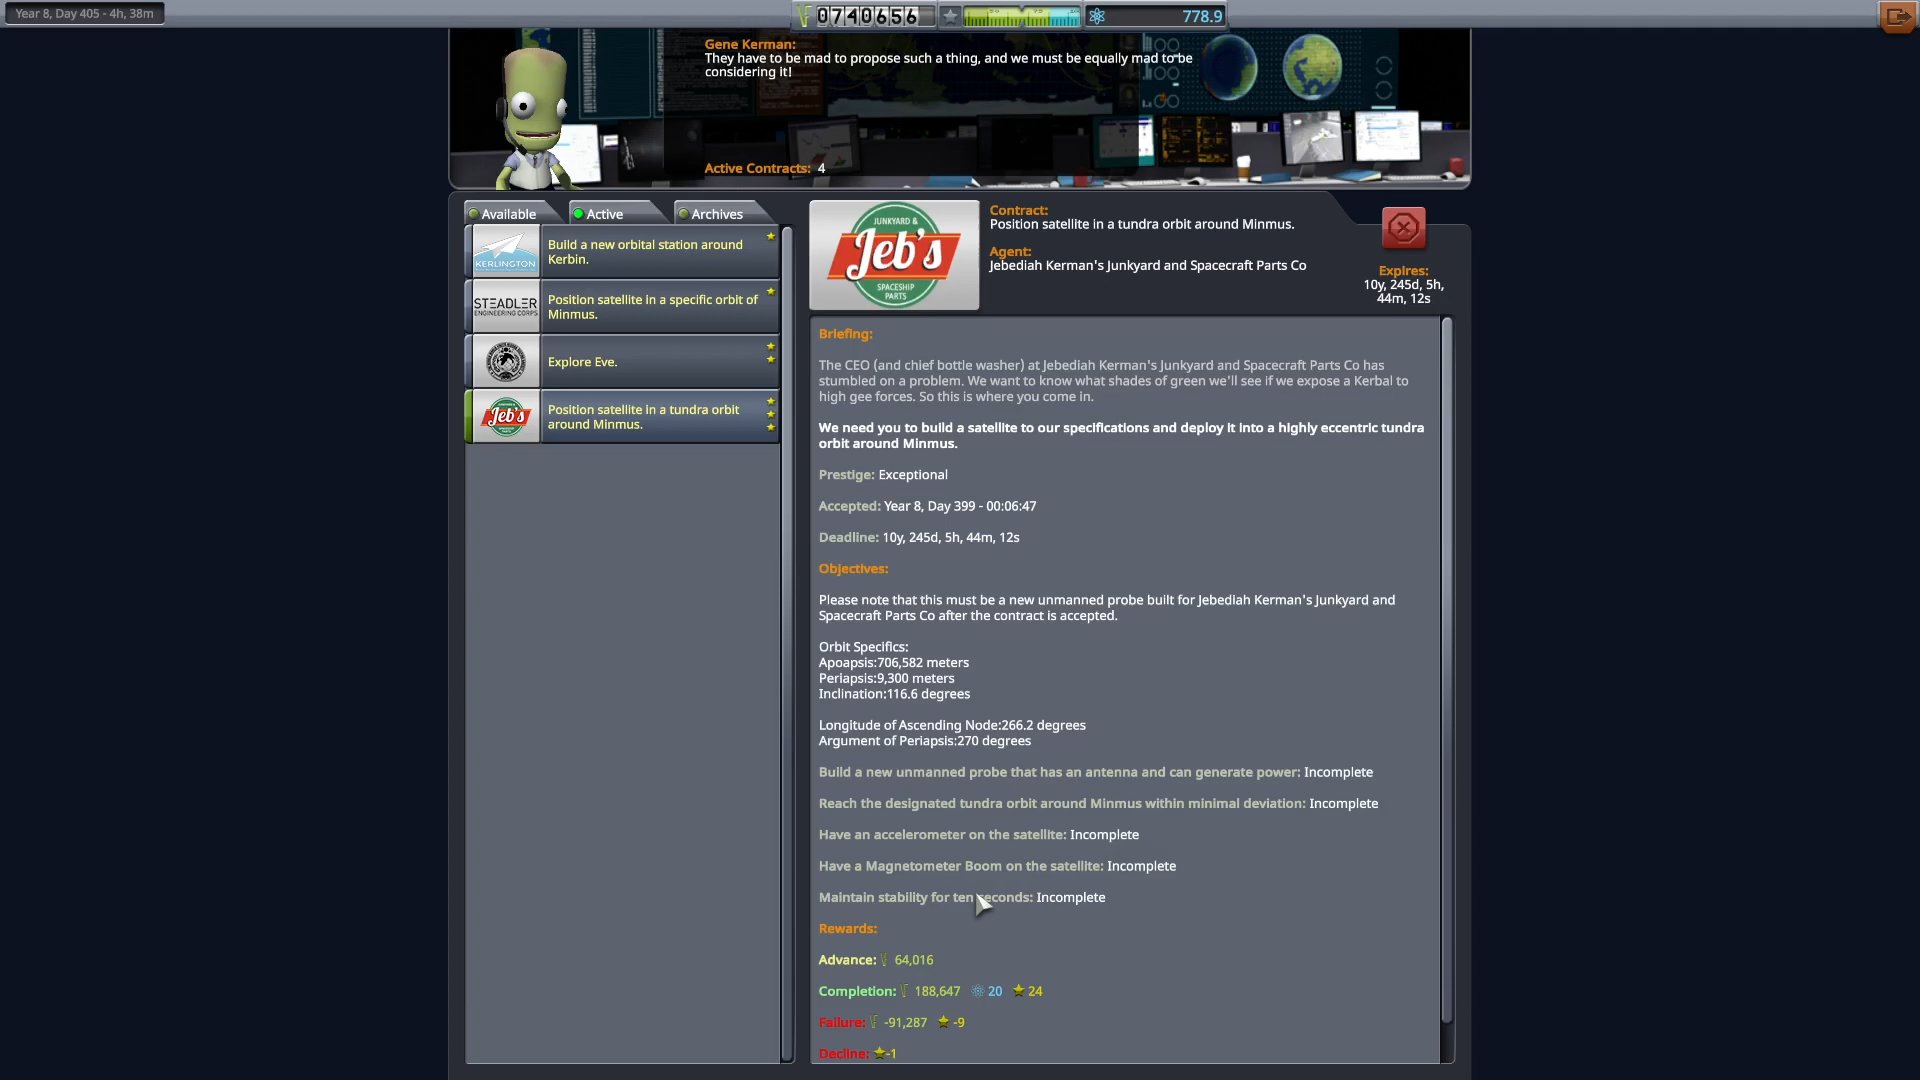 Year 8, Day 405 - 4h, 38m
0740656
778.9
Gene Kerman:
They have to be mad to propose such a thing, and we must be equally mad to be
considering it!
Active Contracts: 4
Available
Active
Archives
KERLINGTON
Build a new orbital station around
Kerbin.
STEADLER
ENGINEERING CORPS
Position satellite in a specific orbit of
Minmus.
Explore Eve.
Jeb's
Position satellite in a tundra orbit
around Minmus.
JUNKYARD &
Jeb's
SPACESHIP
PARTS
Contract:
Position satellite in a tundra orbit around Minmus.
Agent:
Jebediah Kerman's Junkyard and Spacecraft Parts Co
Expires:
10y, 245d, 5h,
44m, 12s
Briefing:
The CEO (and chief bottle washer) at Jebediah Kerman's Junkyard and Spacecraft Parts Co has
stumbled on a problem. We want to know what shades of green we'll see if we expose a Kerbal to
high gee forces. So this is where you come in.
We need you to build a satellite to our specifications and deploy it into a highly eccentric tundra
orbit around Minmus.
Prestige: Exceptional
Accepted: Year 8, Day 399 - 00:06:47
Deadline: 10y, 245d, 5h, 44m, 12s
Objectives:
Please note that this must be a new unmanned probe built for Jebediah Kerman's Junkyard and
Spacecraft Parts Co after the contract is accepted.
Orbit Specifics:
Apoapsis:706,582 meters
Periapsis:9,300 meters
Inclination:116.6 degrees
Longitude of Ascending Node:266.2 degrees
Argument of Periapsis:270 degrees
Build a new unmanned probe that has an antenna and can generate power: Incomplete
Reach the designated tundra orbit around Minmus within minimal deviation: Incomplete
Have an accelerometer on the satellite: Incomplete
Have a Magnetometer Boom on the satellite: Incomplete
Maintain stability for ten seconds: Incomplete
Rewards:
Advance: 64,016
Completion: 188,647 20 24
Failure: -91,287 -9
Decline: -1